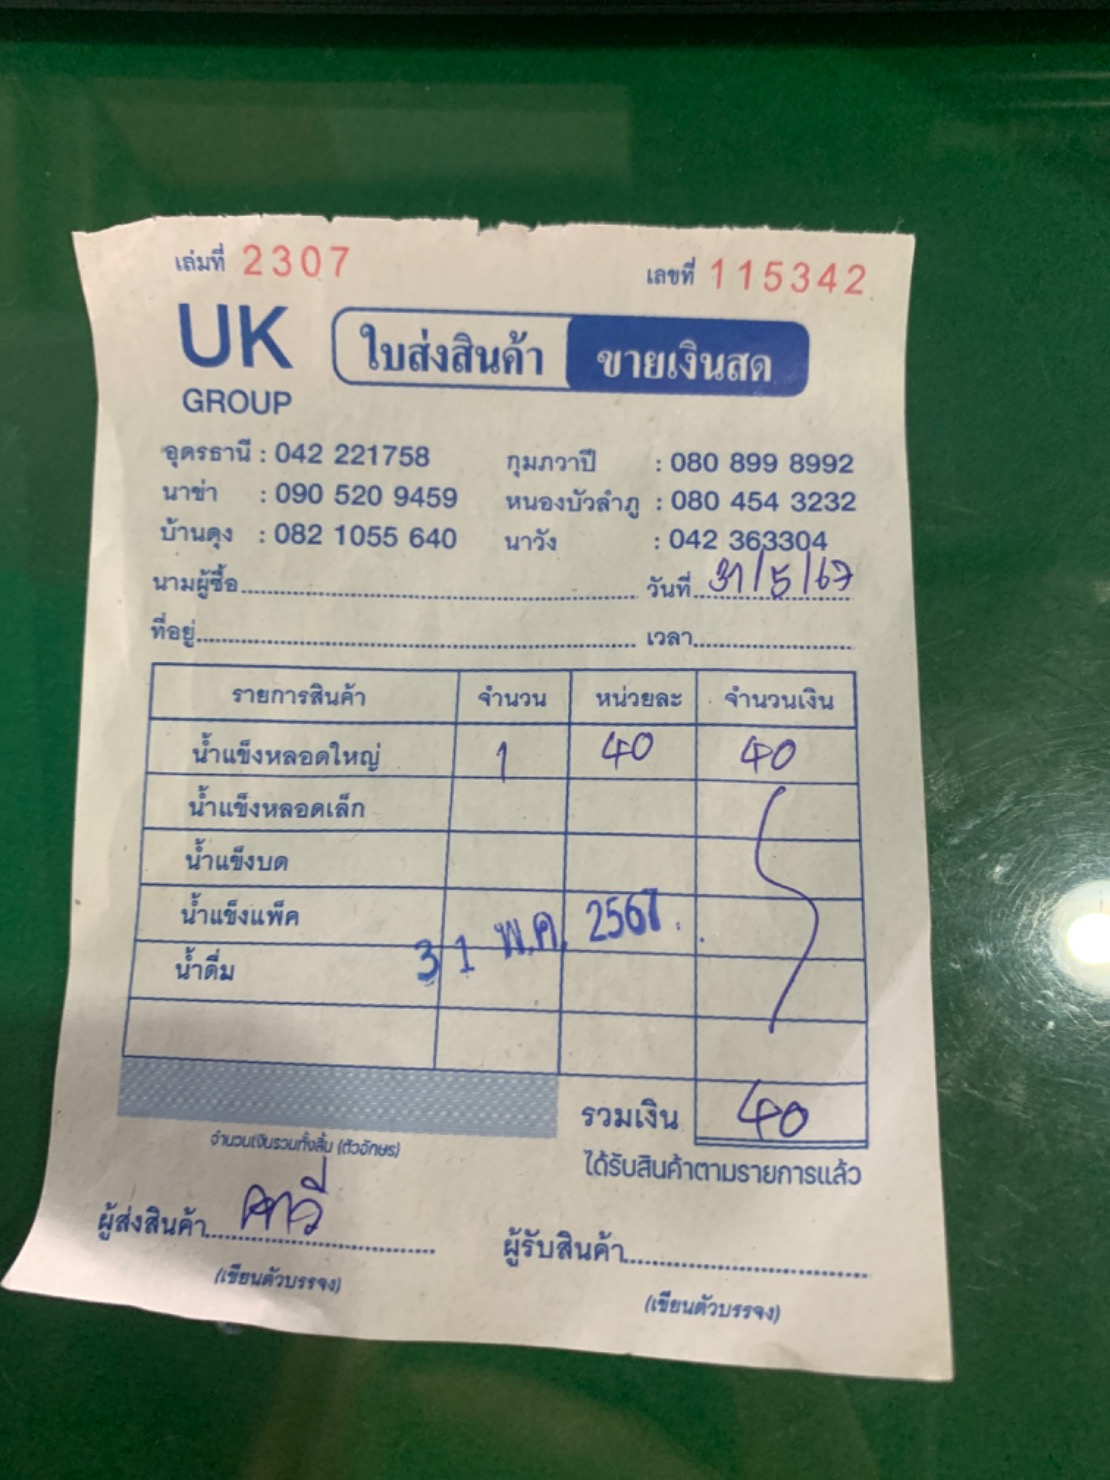 เล่มที่ 2307 เลขที่ 115342
UK GROUP ใบส่งสินค้า ขายเงินสด
อุดรธานี : 042 221758 กุมภวาปี : 080 899 8992
นาข่า : 090 520 9459 หนองบัวลำภู : 080 454 3232
บ้านดุง : 082 1055 640 นาวัง : 042 363304
นามผู้ซื้อ วันที่ 31/5/67
ที่อยู่ เวลา
รายการสินค้า จำนวน หน่วยละ จำนวนเงิน
น้ำแข็งหลอดใหญ่ 1 40 40
น้ำแข็งหลอดเล็ก
น้ำแข็งบด
น้ำแข็งแพ็ค
31 พ.ค. 2567
น้ำดื่ม
รวมเงิน 40
จำนวนเงินรวมทั้งสิ้น (ตัวอักษร)
ได้รับสินค้าตามรายการแล้ว
ผู้ส่งสินค้า ผู้รับสินค้า
(เขียนตัวบรรจง) (เขียนตัวบรรจง)